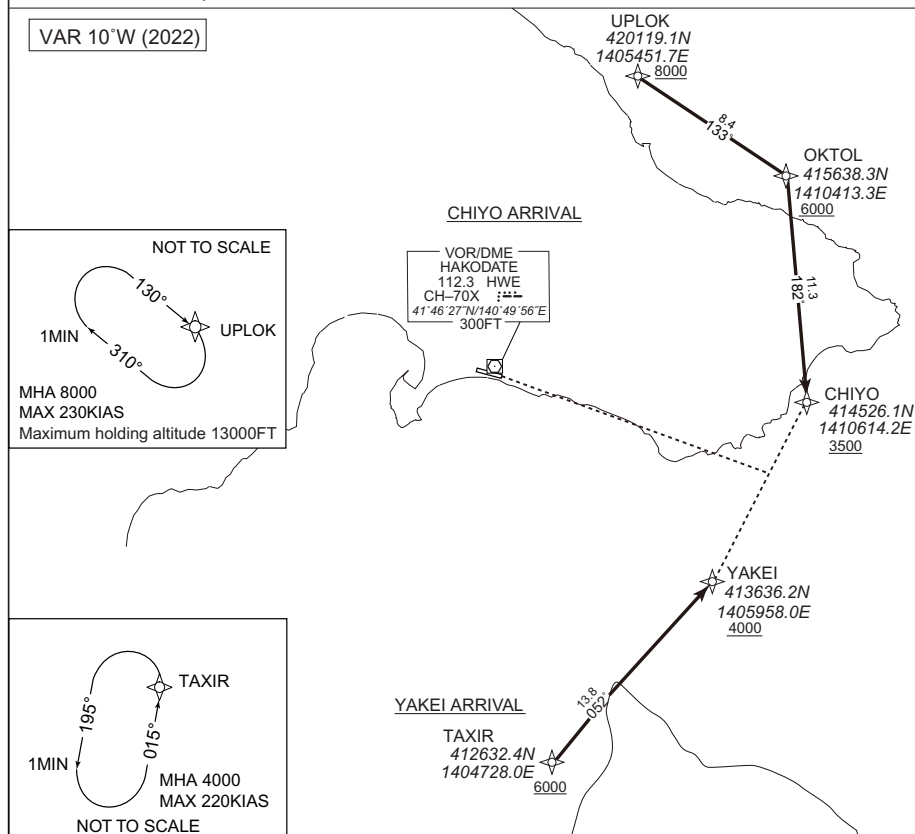 VAR 10°W (2022)
UPLOK
420119.1N
1405451.7E
8000
8.4
133°
OKTOL
415638.3N
1410413.3E
6000
CHIYO ARRIVAL
VOR/DME
HAKODATE
112.3 HWE
CH–70X
41°46′27″N/140°49′56″E
300FT
11.3
182°
NOT TO SCALE
130°
UPLOK
1MIN
310°
MHA 8000
MAX 230KIAS
Maximum holding altitude 13000FT
CHIYO
414526.1N
1410614.2E
3500
YAKEI
413636.2N
1405958.0E
4000
13.8
052°
YAKEI ARRIVAL
TAXIR
412632.4N
1404728.0E
6000
TAXIR
195°
015°
1MIN
MHA 4000
MAX 220KIAS
NOT TO SCALE